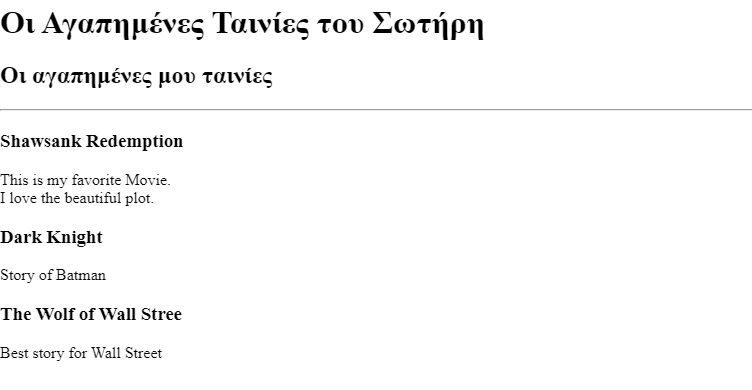 Οι Αγαπημένες Ταινίες του Σωτήρη
Οι αγαπημένες μου ταινίες
Shawsank Redemption
This is my favorite Movie.
I love the beautiful plot.
Dark Knight
Story of Batman
The Wolf of Wall Stree
Best story for Wall Street